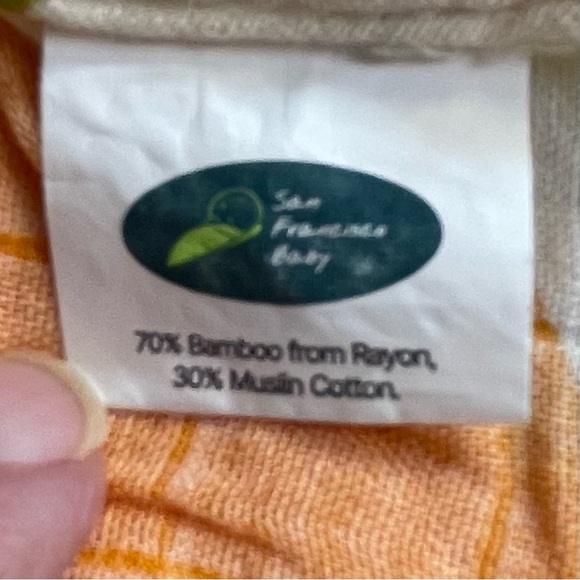 San
Francisco
Baby
70% Bamboo from Rayon,
30% Muslin Cotton.